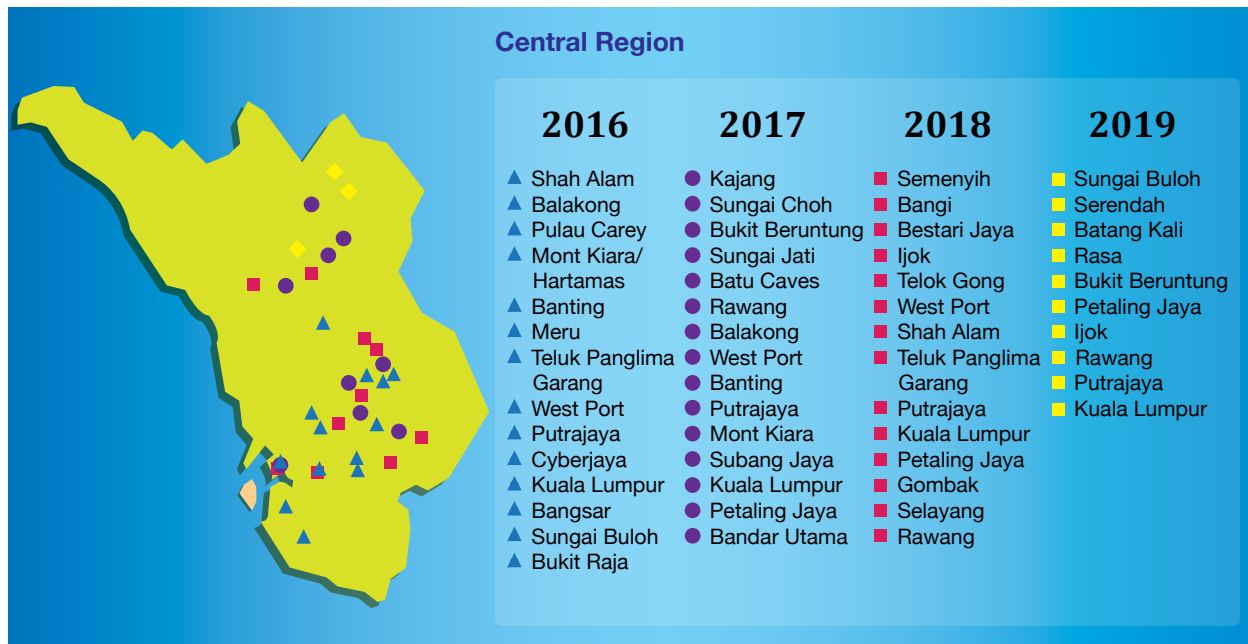 Central Region
2016
Shah Alam
Balakong
Pulau Carey
Mont Kiara/
Hartamas
Banting
Meru
Teluk Panglima
Garang
West Port
Putrajaya
Cyberjaya
Kuala Lumpur
Bangsar
Sungai Buloh
Bukit Raja
2017
Kajang
Sungai Choh
Bukit Beruntung
Sungai Jati
Batu Caves
Rawang
Balakong
West Port
Banting
Putrajaya
Mont Kiara
Subang Jaya
Kuala Lumpur
Petaling Jaya
Bandar Utama
2018
Semenyih
Bangi
Bestari Jaya
Ijok
Telok Gong
West Port
Shah Alam
Teluk Panglima
Garang
Putrajaya
Kuala Lumpur
Petaling Jaya
Gombak
Selayang
Rawang
2019
Sungai Buloh
Serendah
Batang Kali
Rasa
Bukit Beruntung
Petaling Jaya
Ijok
Rawang
Putrajaya
Kuala Lumpur